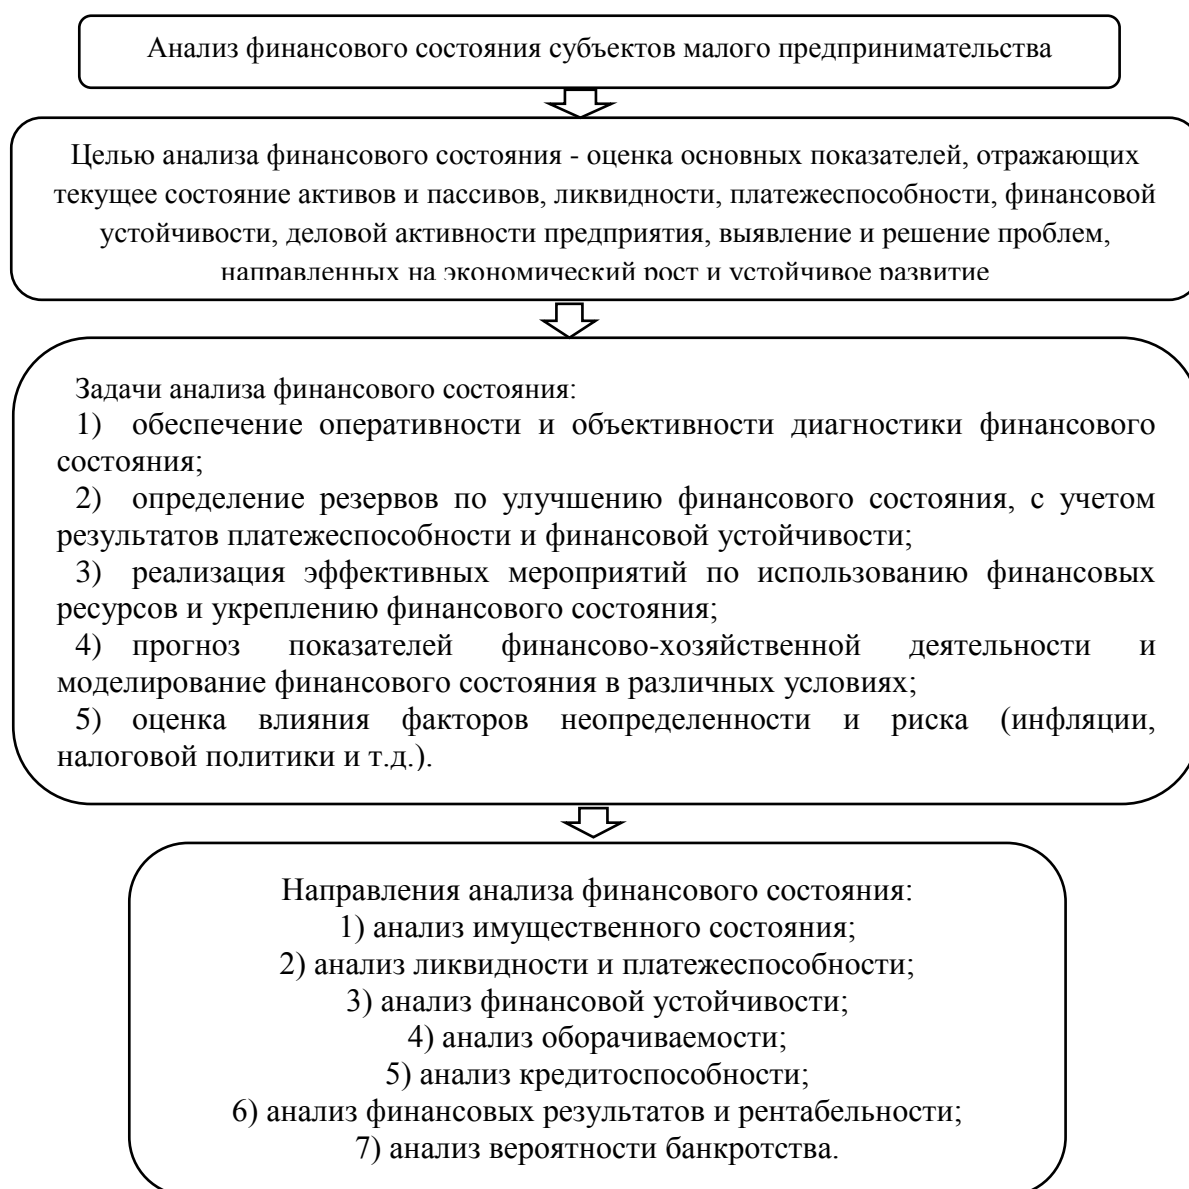 Анализ финансового состояния субъектов малого предпринимательства
Целью анализа финансового состояния - оценка основных показателей, отражающих
текущее состояние активов и пассивов, ликвидности, платежеспособности, финансовой
устойчивости, деловой активности предприятия, выявление и решение проблем,
направленных на экономический рост и устойчивое развитие
Задачи анализа финансового состояния:
1) обеспечение оперативности и объективности диагностики финансового
состояния;
2) определение резервов по улучшению финансового состояния, с учетом
результатов платежеспособности и финансовой устойчивости;
3) реализация эффективных мероприятий по использованию финансовых
ресурсов и укреплению финансового состояния;
4) прогноз показателей финансово-хозяйственной деятельности и
моделирование финансового состояния в различных условиях;
5) оценка влияния факторов неопределенности и риска (инфляции,
налоговой политики и т.д.).
Направления анализа финансового состояния:
1) анализ имущественного состояния;
2) анализ ликвидности и платежеспособности;
3) анализ финансовой устойчивости;
4) анализ оборачиваемости;
5) анализ кредитоспособности;
6) анализ финансовых результатов и рентабельности;
7) анализ вероятности банкротства.